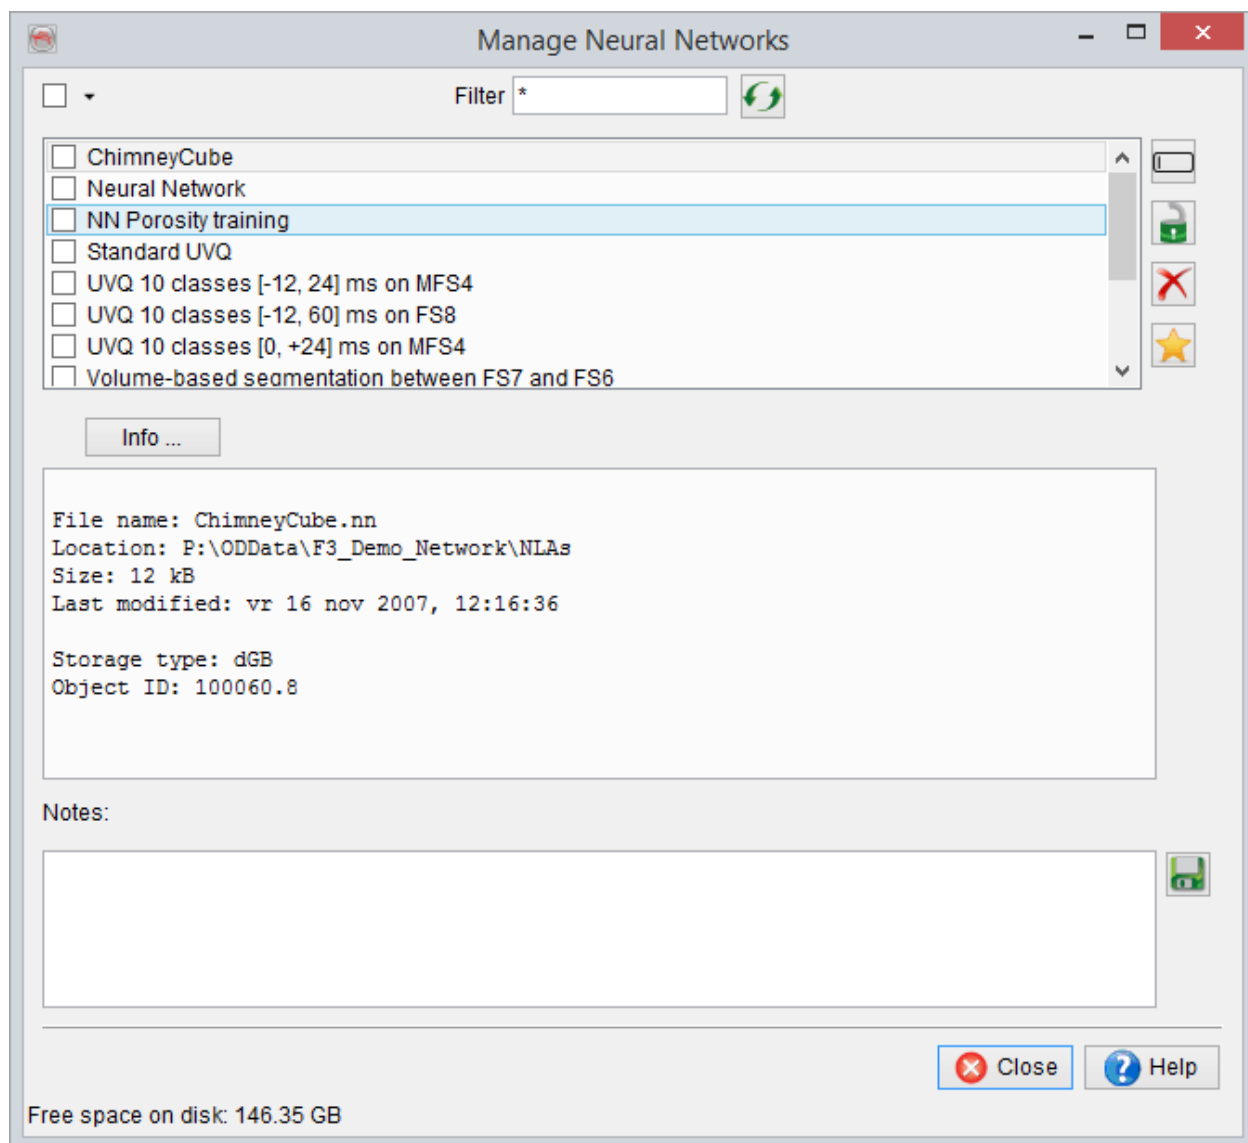 Manage Neural Networks
Filter *
ChimneyCube
Neural Network
NN Porosity training
Standard UVQ
UVQ 10 classes [-12, 24] ms on MFS4
UVQ 10 classes [-12, 60] ms on FS8
UVQ 10 classes [0, +24] ms on MFS4
Volume-based segmentation between FS7 and FS6
Info ...
File name: ChimneyCube.nn
Location: P:\ODData\F3_Demo_Network\NLAs
Size: 12 kB
Last modified: vr 16 nov 2007, 12:16:36
Storage type: dGB
Object ID: 100060.8
Notes:
Close
Help
Free space on disk: 146.35 GB